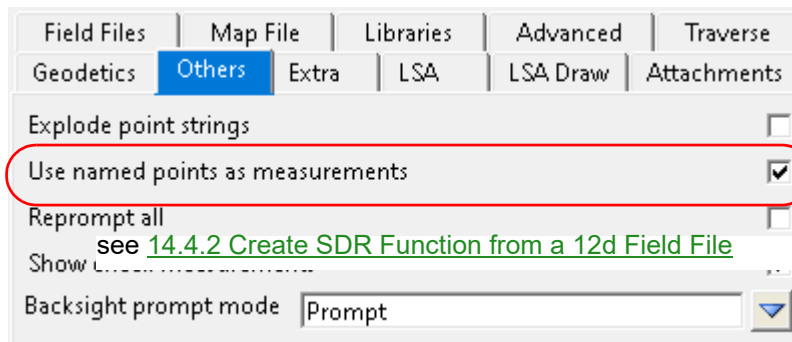 Field Files Map File Libraries Advanced Traverse
Geodetics Others Extra LSA LSA Draw Attachments
Explode point strings
Use named points as measurements
Reprompt all
see 14.4.2 Create SDR Function from a 12d Field File
Show
Backsight prompt mode Prompt